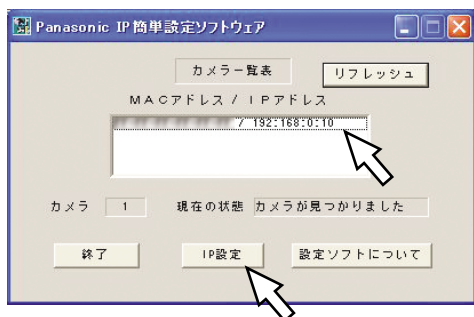 Panasonic IP簡単設定ソフトウェア
カメラ一覧表
リフレッシュ
MACアドレス / IPアドレス
/ 192:168:0:10
カメラ 1 現在の状態 カメラが見つかりました
終了 IP設定 設定ソフトについて